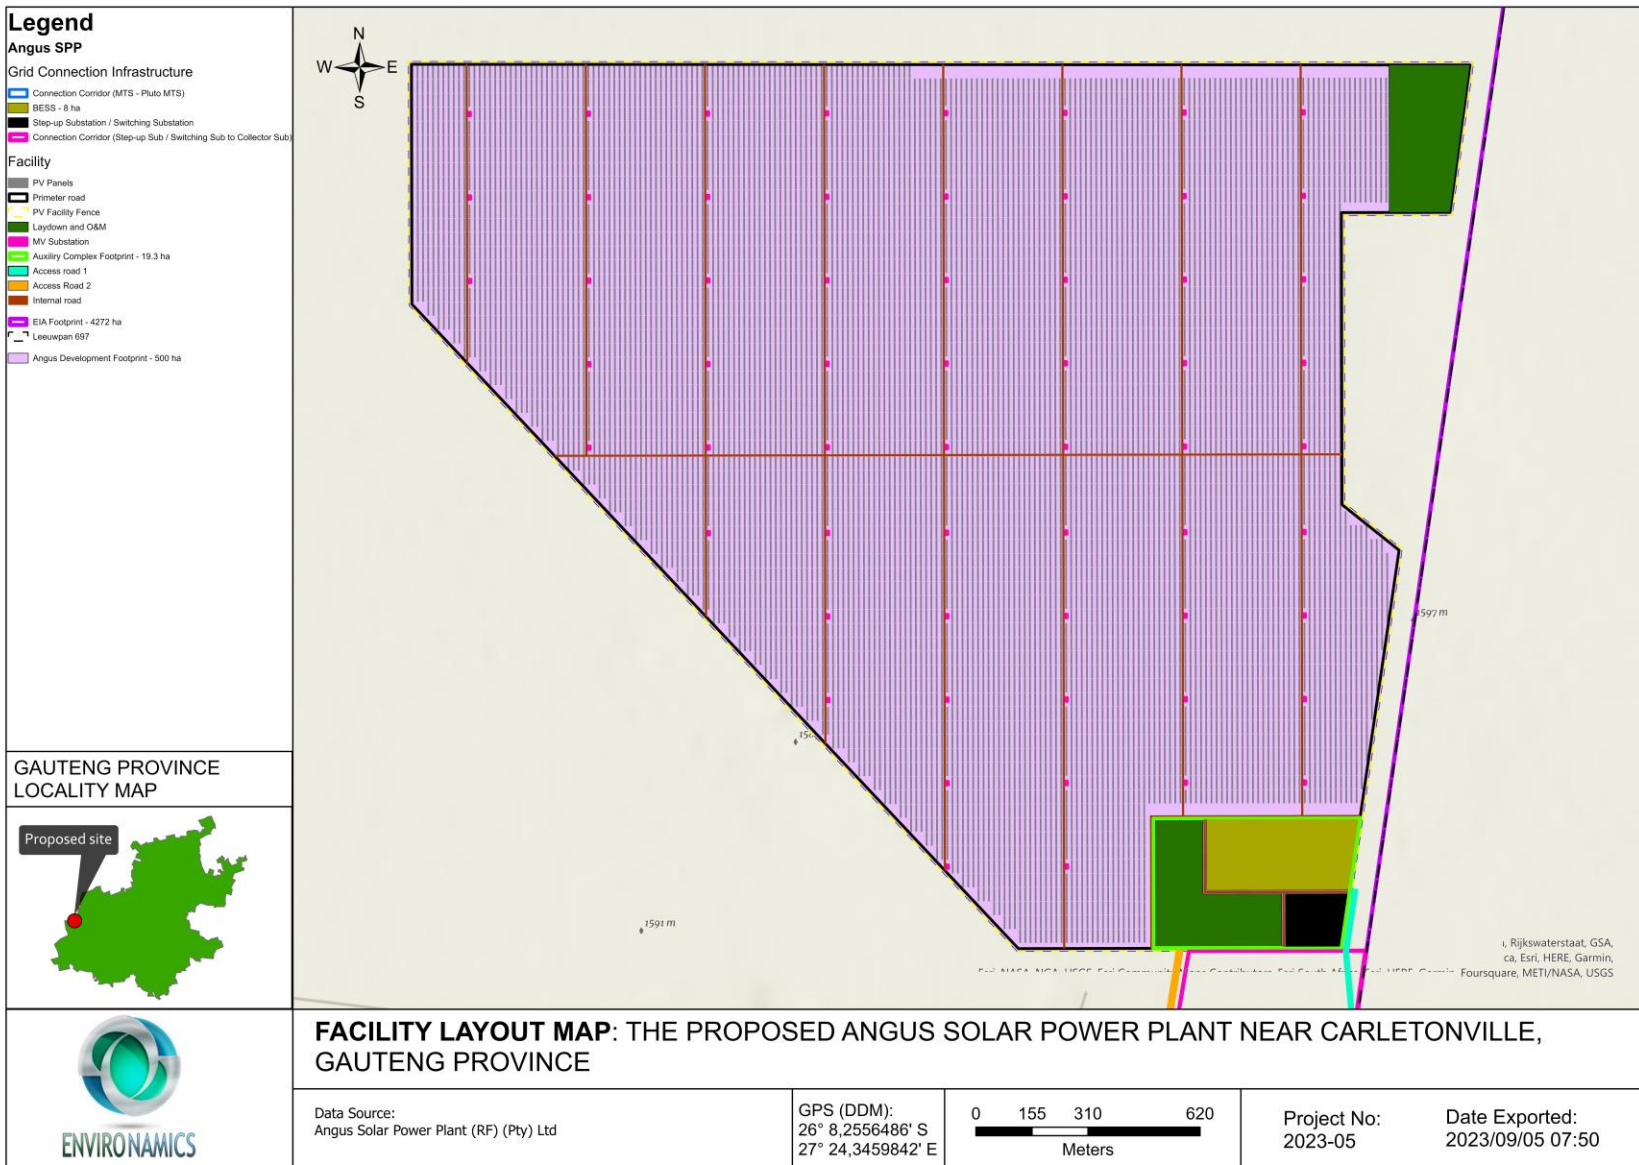 Legend
Angus SPP
Grid Connection Infrastructure
Connection Corridor (MTS - Pluto MTS)
BESS - 8 ha
Step-up Substation / Switching Substation
Connection Corridor (Step-up Sub / Switching Sub to Collector Sub)
Facility
PV Panels
Primeter road
PV Facility Fence
Laydown and O&M
MV Substation
Auxiliry Complex Footprint - 19.3 ha
Access road 1
Access Road 2
Internal road
EIA Footprint - 4272 ha
Leeuwpan 697
Angus Development Footprint - 500 ha
N
W E
S
1597 m
1591 m
, Rijkswaterstaat, GSA,
ca, Esri, HERE, Garmin,
Foursquare, METI/NASA, USGS
GAUTENG PROVINCE
LOCALITY MAP
Proposed site
ENVIRONAMICS
FACILITY LAYOUT MAP: THE PROPOSED ANGUS SOLAR POWER PLANT NEAR CARLETONVILLE,
GAUTENG PROVINCE
Data Source:
Angus Solar Power Plant (RF) (Pty) Ltd
GPS (DDM):
26° 8,2556486' S
27° 24,3459842' E
0 155 310 620
Meters
Project No:
2023-05
Date Exported:
2023/09/05 07:50